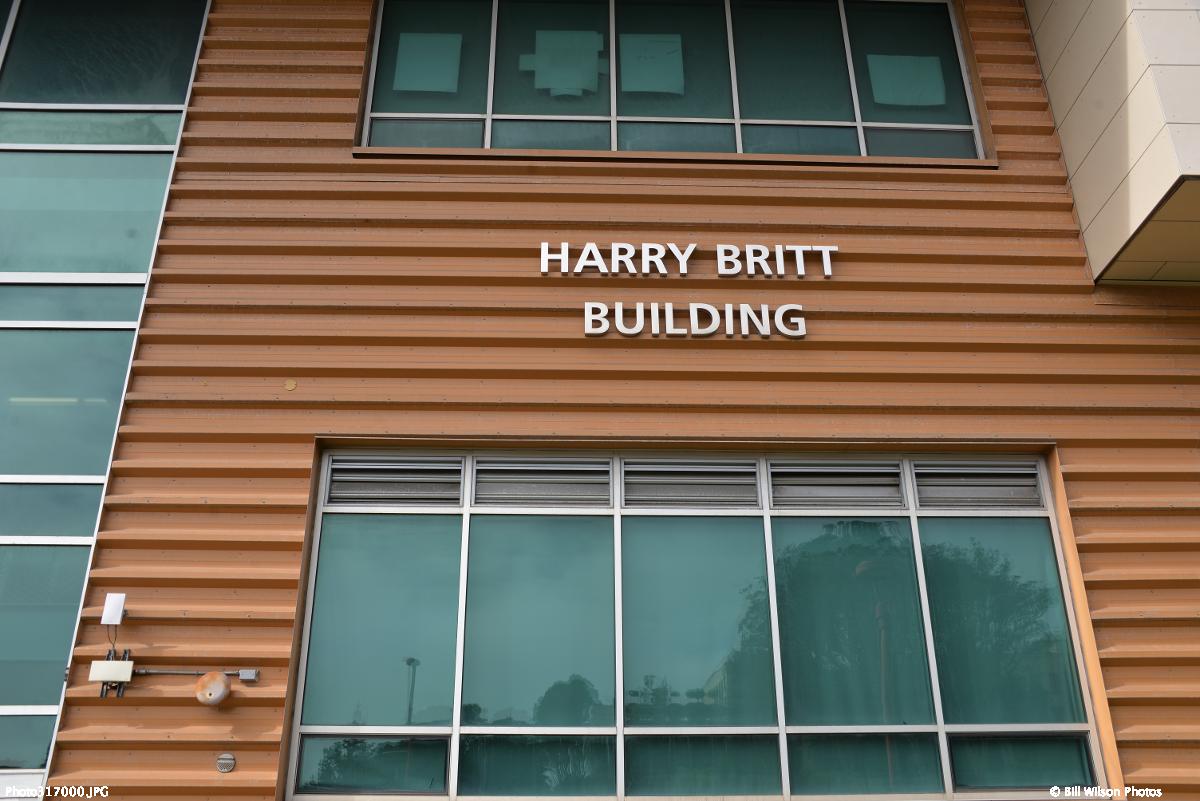 HARRY BRITT
BUILDING
Photo317000.JPG
© Bill Wilson Photos